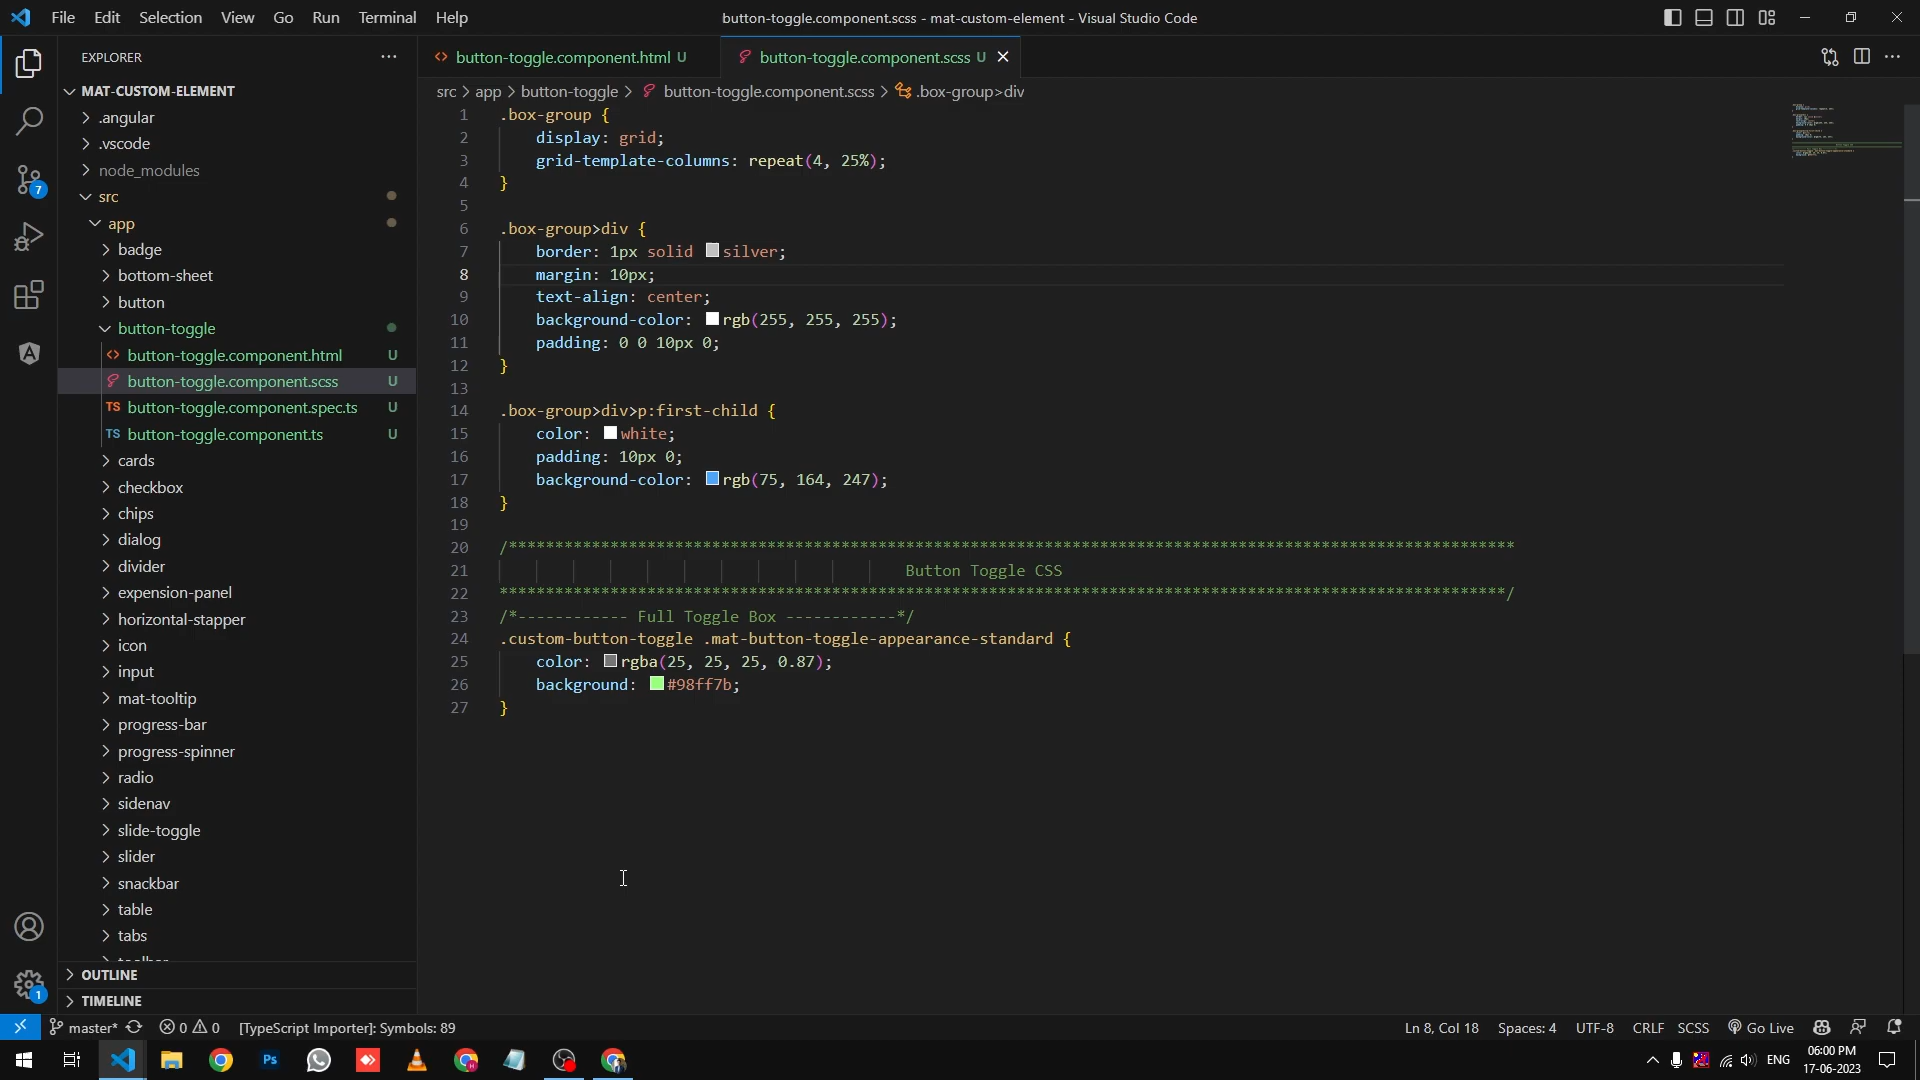 File Edit Selection View Go Run Terminal Help
button-toggle.component.scss - mat-custom-element - Visual Studio Code
EXPLORER
MAT-CUSTOM-ELEMENT
.angular
.vscode
node_modules
src
app
badge
bottom-sheet
button
button-toggle
button-toggle.component.html U
button-toggle.component.scss U
button-toggle.component.spec.ts U
button-toggle.component.ts U
cards
checkbox
chips
dialog
divider
expension-panel
horizontal-stapper
icon
input
mat-tooltip
progress-bar
progress-spinner
radio
sidenav
slide-toggle
slider
snackbar
table
tabs
OUTLINE
TIMELINE
7
1
button-toggle.component.html U
button-toggle.component.scss U
src > app > button-toggle > button-toggle.component.scss > .box-group>div
1 .box-group {
2 display: grid;
3 grid-template-columns: repeat(4, 25%);
4 }
5
6 .box-group>div {
7 border: 1px solid silver;
8 margin: 10px;
9 text-align: center;
10 background-color: rgb(255, 255, 255);
11 padding: 0 0 10px 0;
12 }
13
14 .box-group>div>p:first-child {
15 color: white;
16 padding: 10px 0;
17 background-color: rgb(75, 164, 247);
18 }
19
20 /*************************************************************************************************************
21 Button Toggle CSS
22 *************************************************************************************************************/
23 /*------------ Full Toggle Box ------------*/
24 .custom-button-toggle .mat-button-toggle-appearance-standard {
25 color: rgba(25, 25, 25, 0.87);
26 background: #98ff7b;
27 }
master* 0 0 [TypeScript Importer]: Symbols: 89
Ln 8, Col 18 Spaces: 4 UTF-8 CRLF SCSS Go Live
Ps
ENG
06:00 PM
17-06-2023